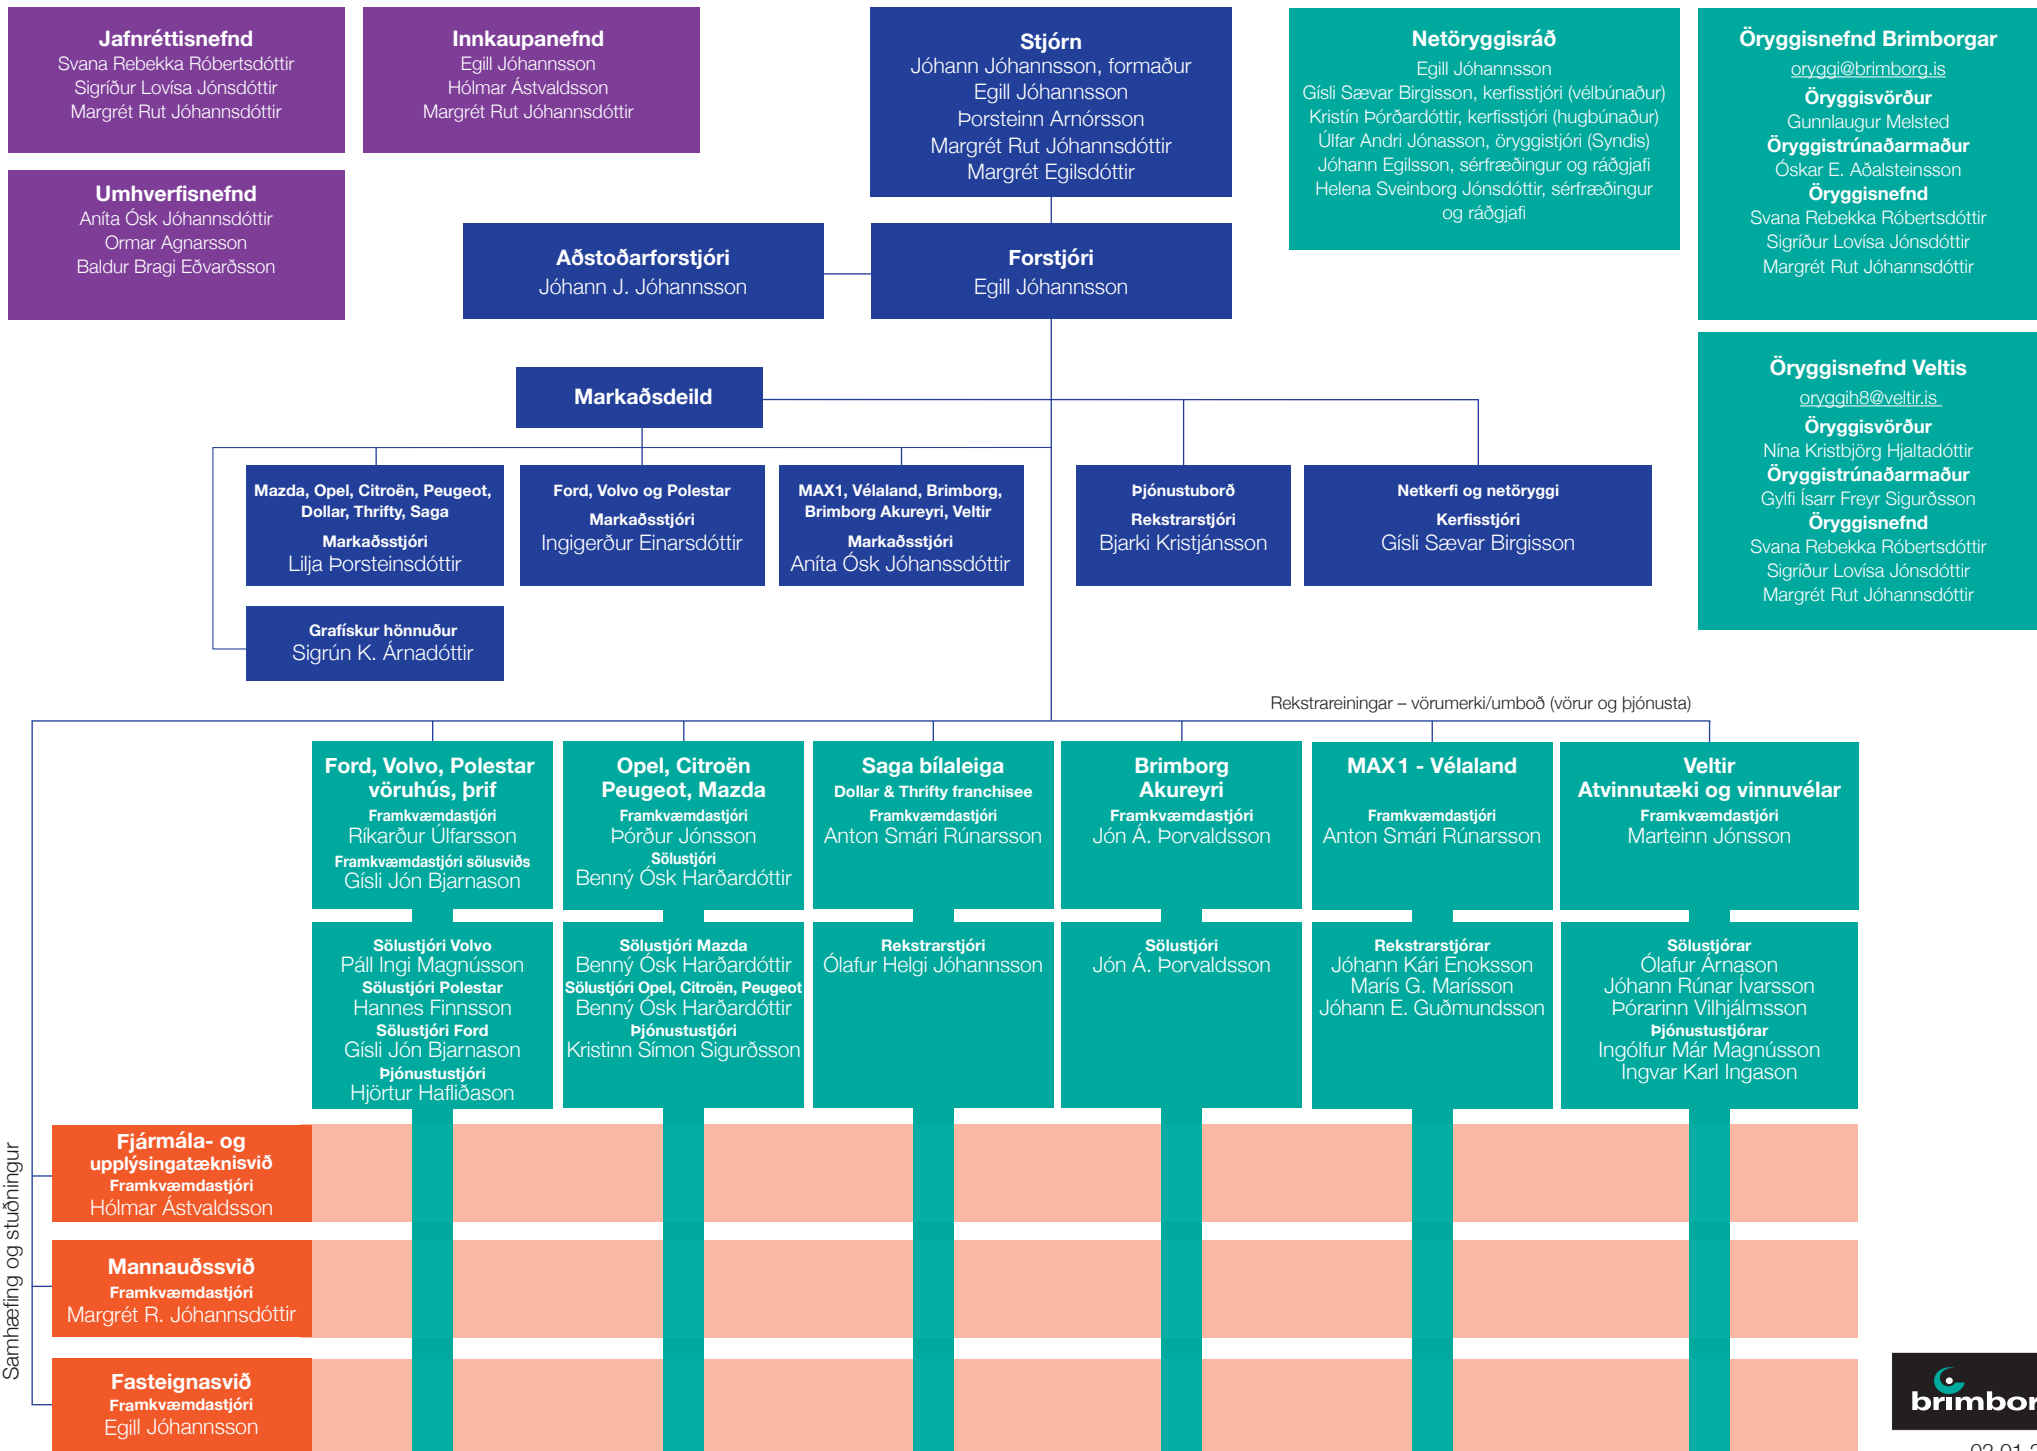 Jafnréttisnefnd
Svana Rebekka Róbertsdóttir
Sigríður Lovísa Jónsdóttir
Margrét Rut Jóhannsdóttir
Innkaupanefnd
Egill Jóhannsson
Hólmar Ástvaldsson
Margrét Rut Jóhannsdóttir
Umhverfisnefnd
Aníta Ósk Jóhannsdóttir
Ormar Agnarsson
Baldur Bragi Eðvarðsson
Stjórn
Jóhann Jóhannsson, formaður
Egill Jóhannsson
Þorsteinn Arnórsson
Margrét Rut Jóhannsdóttir
Margrét Egilsdóttir
Aðstoðarforstjóri
Jóhann J. Jóhannsson
Forstjóri
Egill Jóhannsson
Netöryggisráð
Egill Jóhannsson
Gísli Sævar Birgisson, kerfisstjóri (vélbúnaður)
Kristín Þórðardóttir, kerfisstjóri (hugbúnaður)
Úlfar Andri Jónasson, öryggistjóri (Syndis)
Jóhann Egilsson, sérfræðingur og ráðgjafi
Helena Sveinborg Jónsdóttir, sérfræðingur
og ráðgjafi
Öryggisnefnd Brimborgar
oryggi@brimborg.is
Öryggisvörður
Gunnlaugur Melsted
Öryggistrúnaðarmaður
Óskar E. Aðalsteinsson
Öryggisnefnd
Svana Rebekka Róbertsdóttir
Sigríður Lovísa Jónsdóttir
Margrét Rut Jóhannsdóttir
Öryggisnefnd Veltis
oryggih8@veltir.is
Öryggisvörður
Nína Kristbjörg Hjaltadóttir
Öryggistrúnaðarmaður
Gylfi Ísarr Freyr Sigurðsson
Öryggisnefnd
Svana Rebekka Róbertsdóttir
Sigríður Lovísa Jónsdóttir
Margrét Rut Jóhannsdóttir
Markaðsdeild
Mazda, Opel, Citroën, Peugeot,
Dollar, Thrifty, Saga
Markaðsstjóri
Lilja Þorsteinsdóttir
Ford, Volvo og Polestar
Markaðsstjóri
Ingigerður Einarsdóttir
MAX1, Vélaland, Brimborg,
Brimborg Akureyri, Veltir
Markaðsstjóri
Aníta Ósk Jóhanssdóttir
Þjónustuborð
Rekstrarstjóri
Bjarki Kristjánsson
Netkerfi og netöryggi
Kerfisstjóri
Gísli Sævar Birgisson
Grafískur hönnuður
Sigrún K. Árnadóttir
Rekstrareiningar – vörumerki/umboð (vörur og þjónusta)
Ford, Volvo, Polestar
vöruhús, þrif
Framkvæmdastjóri
Ríkarður Úlfarsson
Framkvæmdastjóri sölusviðs
Gísli Jón Bjarnason
Opel, Citroën
Peugeot, Mazda
Framkvæmdastjóri
Þórður Jónsson
Sölustjóri
Benný Ósk Harðardóttir
Saga bílaleiga
Dollar & Thrifty franchisee
Framkvæmdastjóri
Anton Smári Rúnarsson
Brimborg
Akureyri
Framkvæmdastjóri
Jón Á. Þorvaldsson
MAX1 - Vélaland
Framkvæmdastjóri
Anton Smári Rúnarsson
Veltir
Atvinnutæki og vinnuvélar
Framkvæmdastjóri
Marteinn Jónsson
Sölustjóri Volvo
Páll Ingi Magnússon
Sölustjóri Polestar
Hannes Finnsson
Sölustjóri Ford
Gísli Jón Bjarnason
Þjónustustjóri
Hjörtur Hafliðason
Sölustjóri Mazda
Benný Ósk Harðardóttir
Sölustjóri Opel, Citroën, Peugeot
Benný Ósk Harðardóttir
Þjónustustjóri
Kristinn Símon Sigurðsson
Rekstrarstjóri
Ólafur Helgi Jóhannsson
Sölustjóri
Jón Á. Þorvaldsson
Rekstrarstjórar
Jóhann Kári Enoksson
Marís G. Marísson
Jóhann E. Guðmundsson
Sölustjórar
Ólafur Árnason
Jóhann Rúnar Ívarsson
Þórarinn Vilhjálmsson
Þjónustustjórar
Ingólfur Már Magnússon
Ingvar Karl Ingason
Samhæfing og stuðningur
Fjármála- og
upplýsingatæknisvið
Framkvæmdastjóri
Hólmar Ástvaldsson
Mannauðssvið
Framkvæmdastjóri
Margrét R. Jóhannsdóttir
Fasteignasvið
Framkvæmdastjóri
Egill Jóhannsson
brimbor